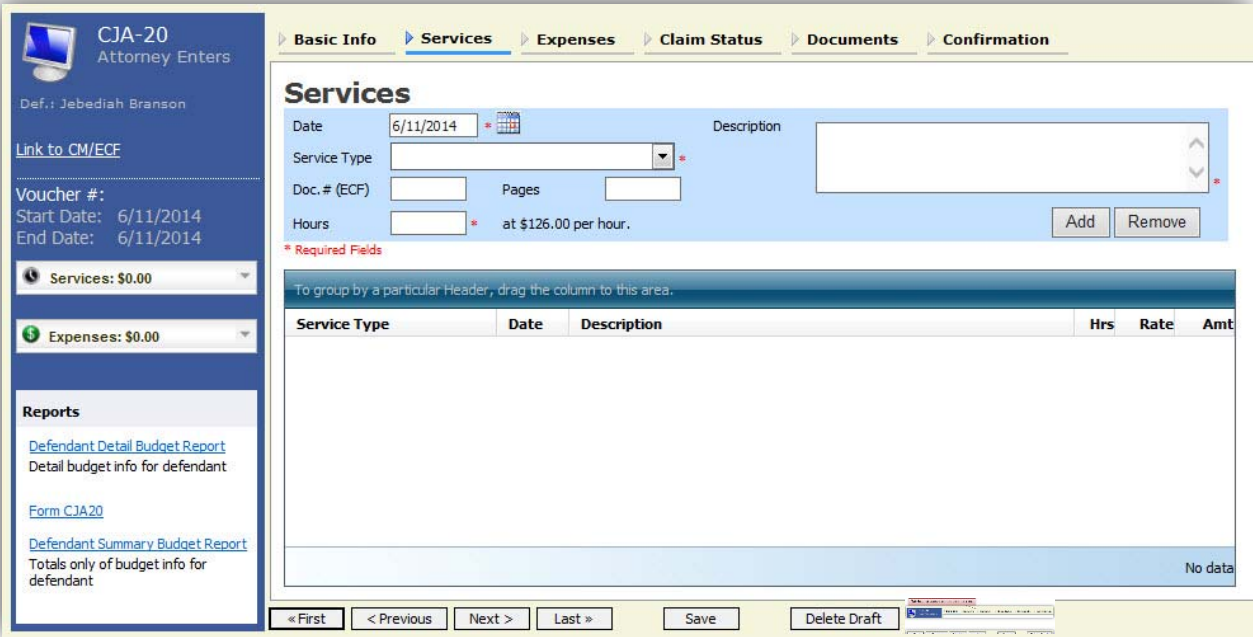 CJA-20
Attorney Enters
Def.: Jebediah Branson
Link to CM/ECF
Voucher #:
Start Date: 6/11/2014
End Date: 6/11/2014
Services: $0.00
Expenses: $0.00
Reports
Defendant Detail Budget Report
Detail budget info for defendant
Form CJA20
Defendant Summary Budget Report
Totals only of budget info for
defendant
Basic Info Services Expenses Claim Status Documents Confirmation
Services
Date 6/11/2014 * Description
Service Type *
Doc.# (ECF) Pages *
Hours * at $126.00 per hour. Add Remove
* Required Fields
To group by a particular Header, drag the column to this area.
Service Type Date Description Hrs Rate Amt
No data
« First < Previous Next > Last » Save Delete Draft